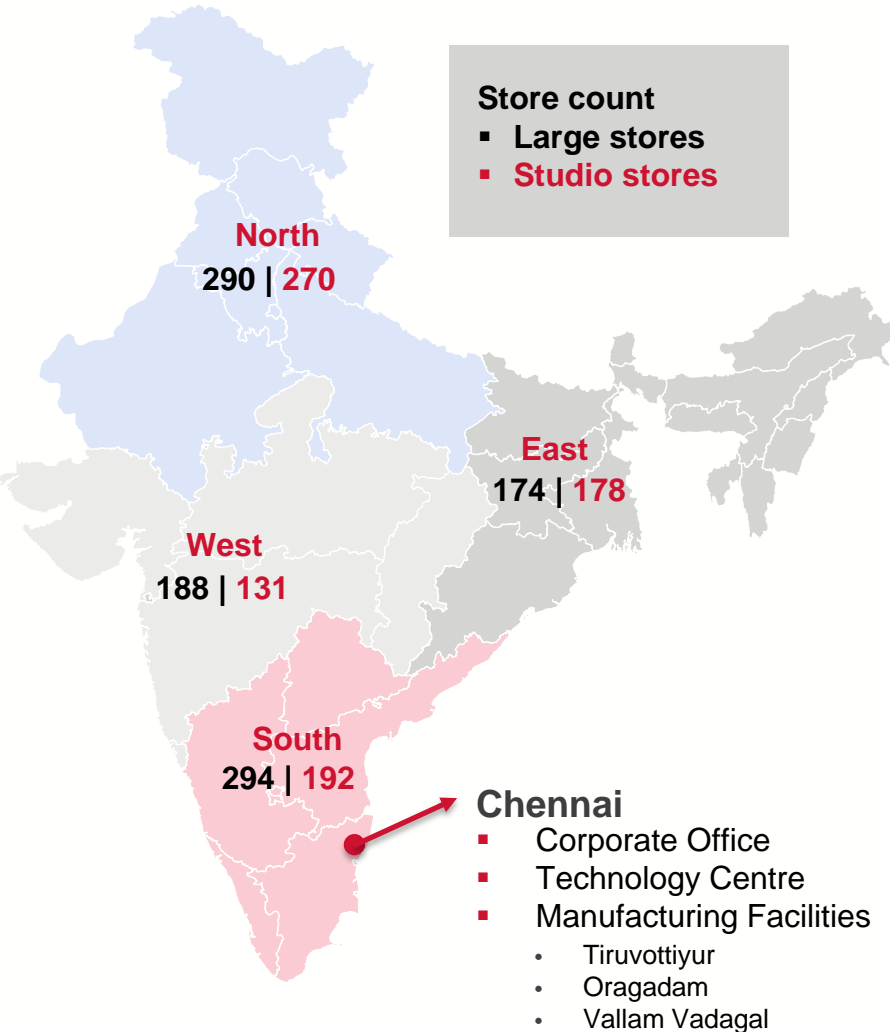 Store count
▪ Large stores
▪ Studio stores
North
290 | 270
East
174 | 178
West
188 | 131
South
294 | 192
Chennai
▪ Corporate Office
▪ Technology Centre
▪ Manufacturing Facilities
• Tiruvottiyur
• Oragadam
• Vallam Vadagal